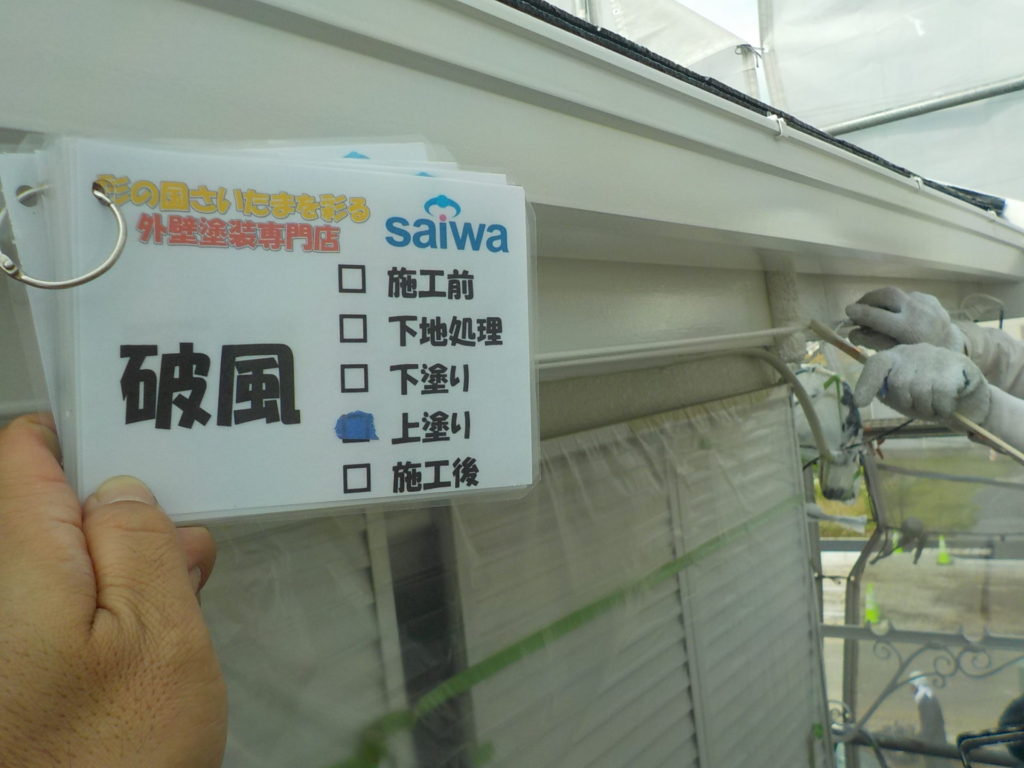 彩の国さいたまを彩る
外壁塗装専門店
saiwa
破風
施工前
下地処理
下塗り
上塗り
施工後